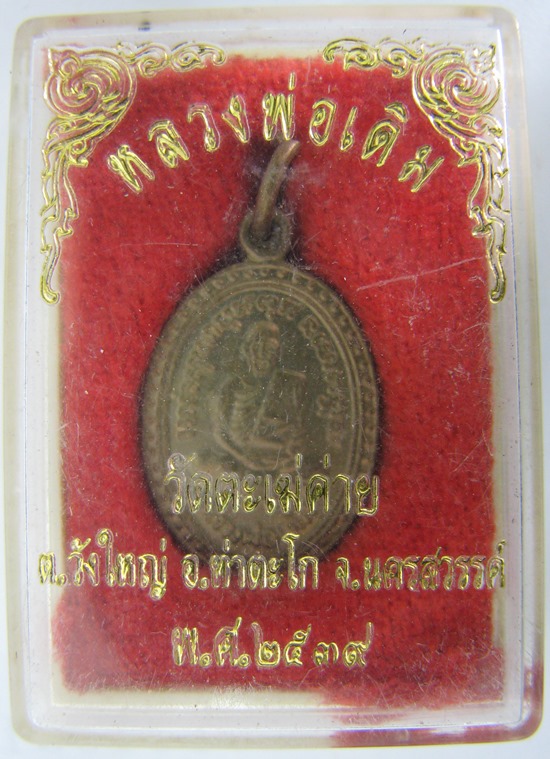 หลวงพ่อเดิม
วัดตะเฆ่ค่าย
ต.วังใหญ่ อ.ท่าตะโก จ.นครสวรรค์
พ.ศ.๒๕๓๙